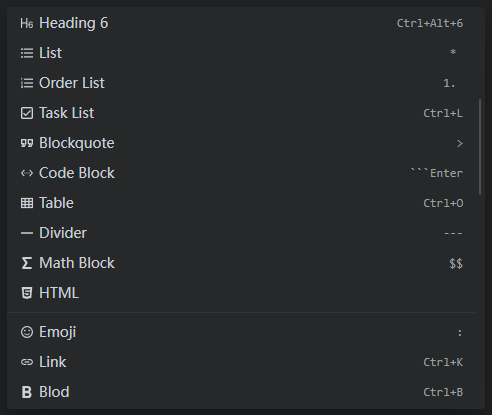 H6 Heading 6 Ctrl+Alt+6
List *
Order List 1.
Task List Ctrl+L
Blockquote >
Code Block ```Enter
Table Ctrl+O
Divider ---
Math Block $$
HTML
Emoji :
Link Ctrl+K
B Blod Ctrl+B